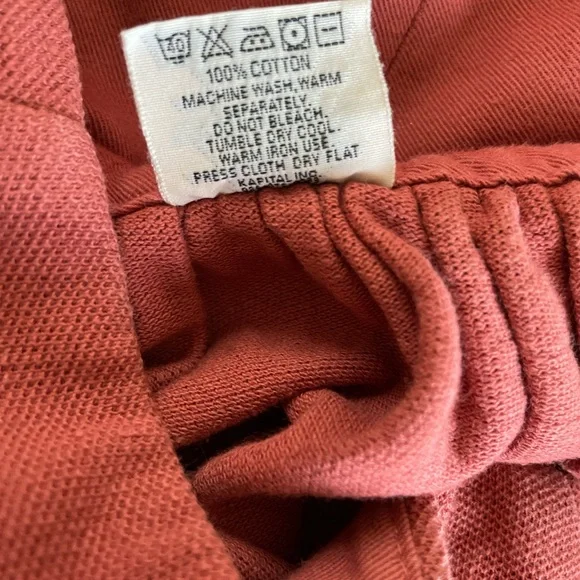 40
100% COTTON
MACHINE WASH, WARM
SEPARATELY.
DO NOT BLEACH.
TUMBLE DRY COOL.
WARM IRON USE.
PRESS CLOTH DRY FLAT
KAPITAL INC.